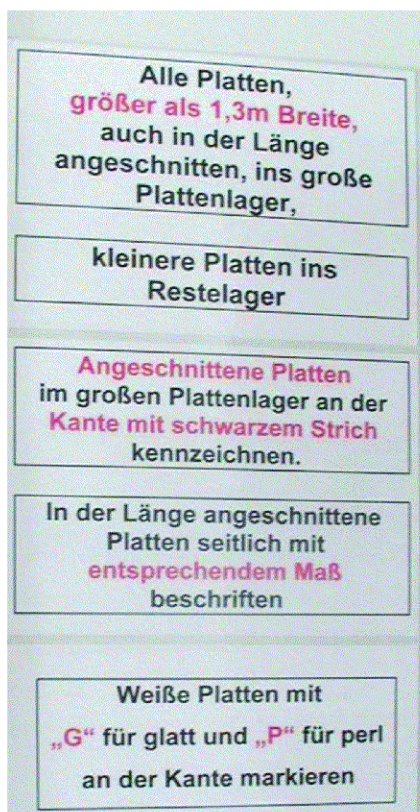 Alle Platten,
größer als 1,3m Breite,
auch in der Länge
angeschnitten, ins große
Plattenlager,
kleinere Platten ins
Restelager
Angeschnittene Platten
im großen Plattenlager an der
Kante mit schwarzem Strich
kennzeichnen.
In der Länge angeschnittene
Platten seitlich mit
entsprechendem Maß
beschriften
Weiße Platten mit
„G“ für glatt und „P“ für perl
an der Kante markieren